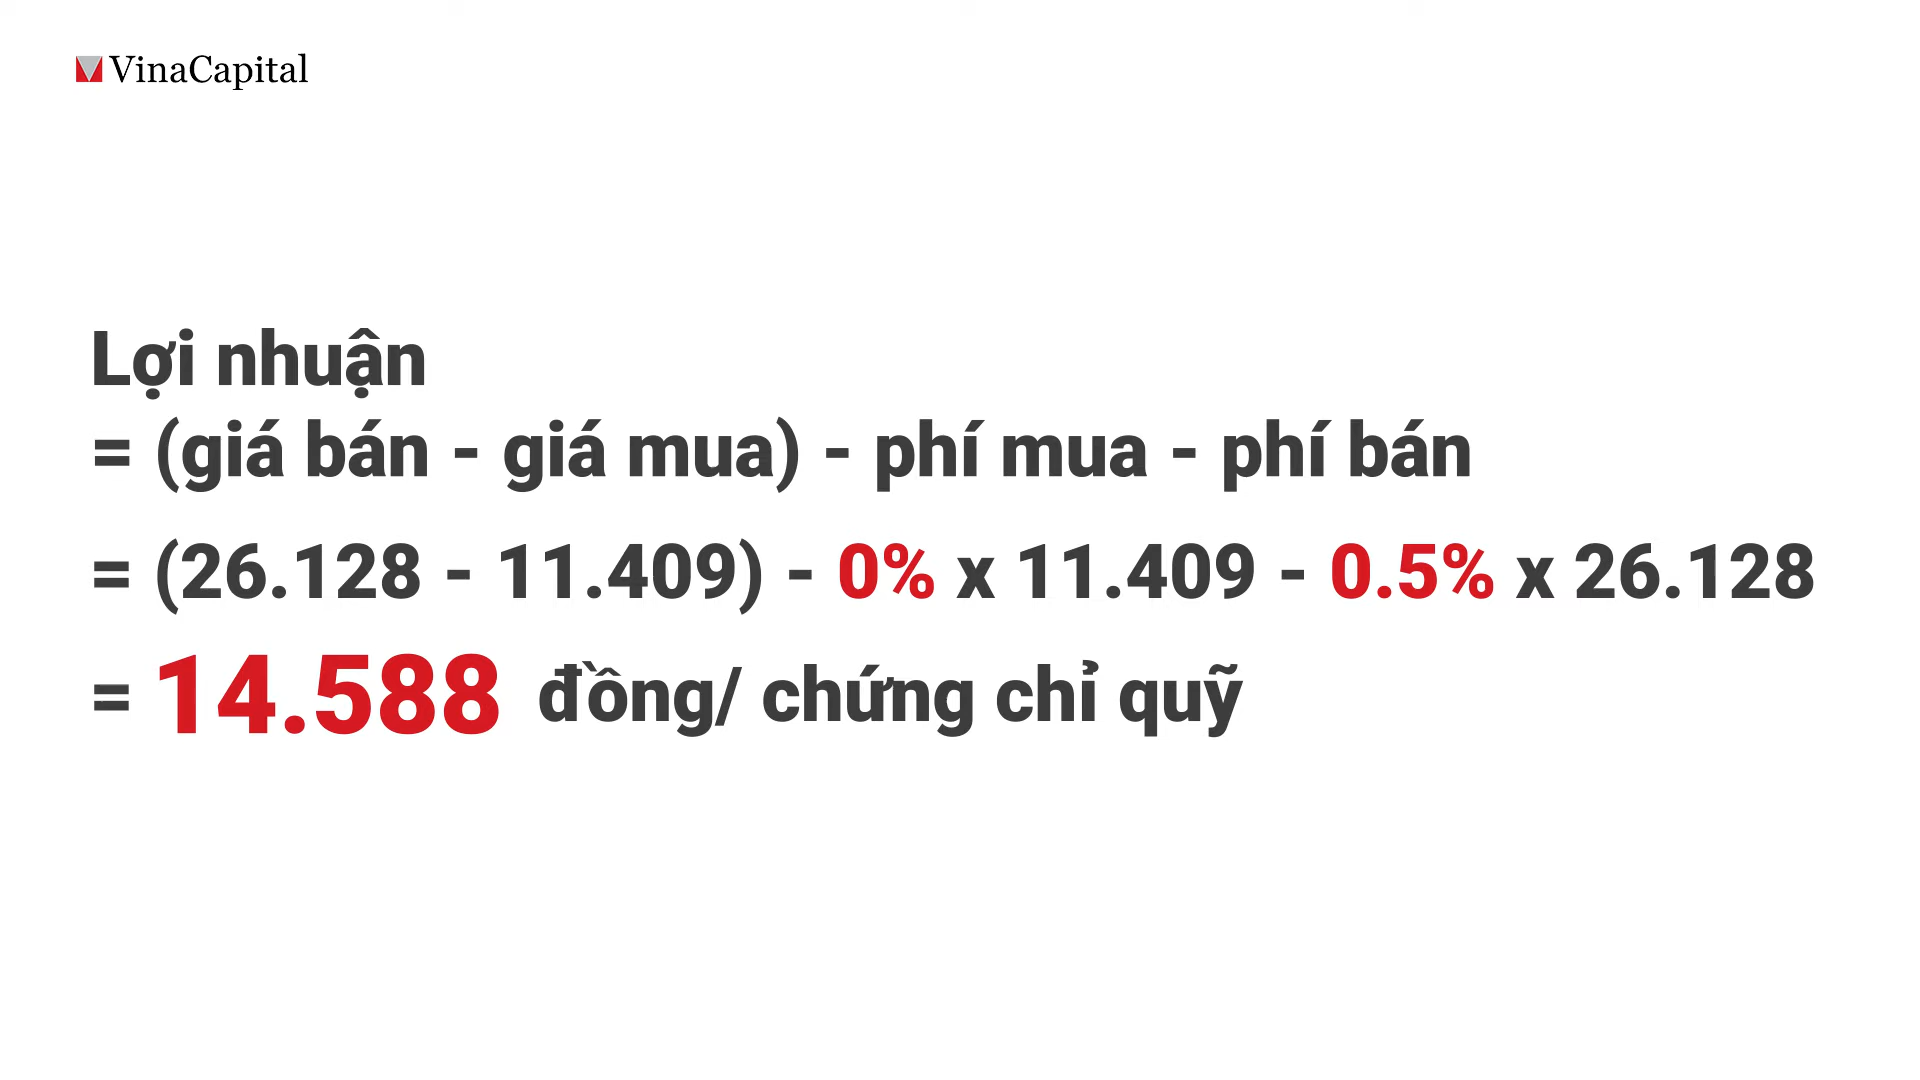 VinaCapital
Lợi nhuận
= (giá bán - giá mua) - phí mua - phí bán
= (26.128 - 11.409) - 0% x 11.409 - 0.5% x 26.128
= 14.588 đồng/ chứng chỉ quỹ